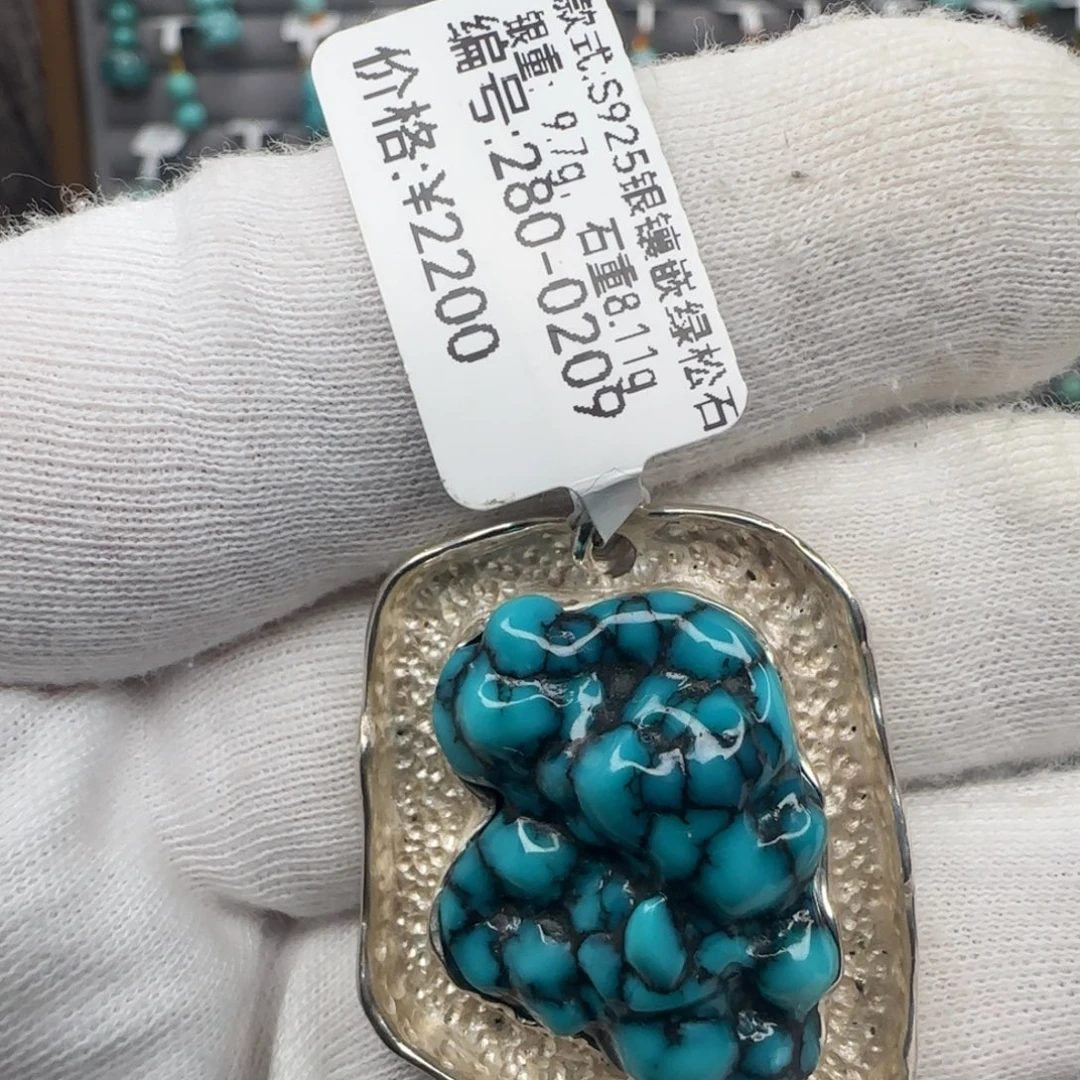 款式:S925银镶嵌绿松石
银重: 9.7g, 石重8.11g
编号:280-0209
价格:¥2200